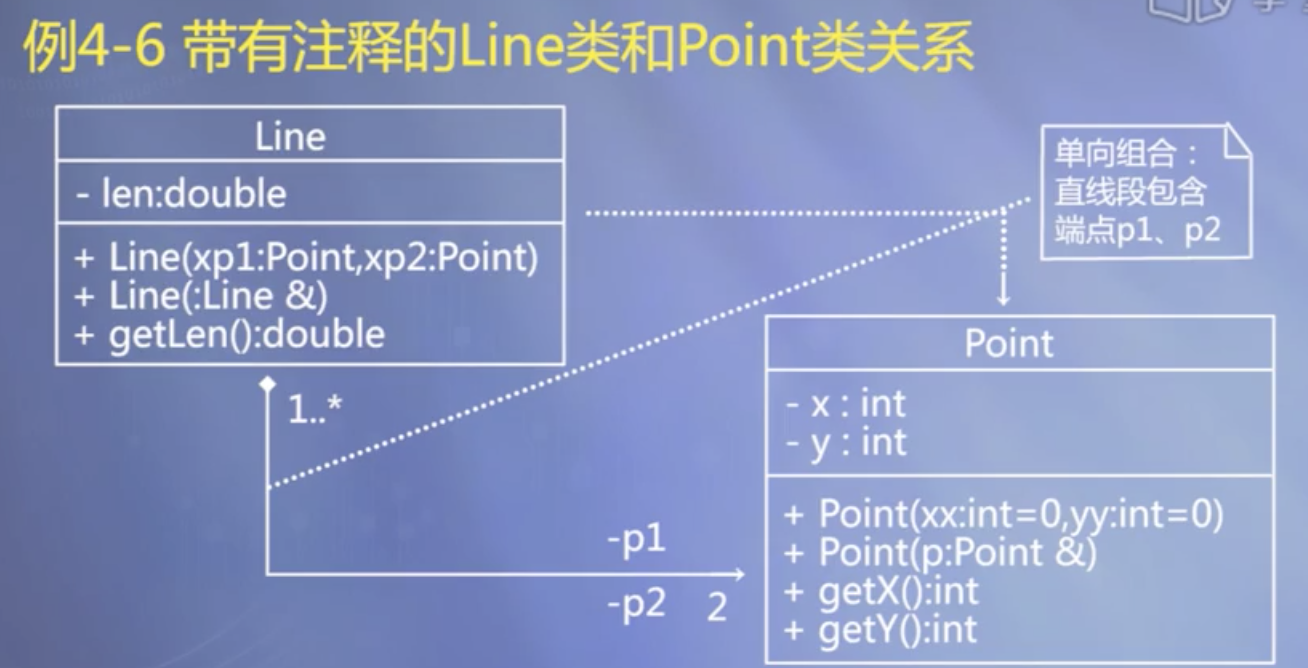 例4-6 带有注释的Line类和Point类关系
Line
- len:double
+ Line(xp1:Point,xp2:Point)
+ Line(:Line &)
+ getLen():double
1..*
单向组合：
直线段包含
端点p1、p2
Point
- x : int
- y : int
+ Point(xx:int=0,yy:int=0)
+ Point(p:Point &)
+ getX():int
+ getY():int
-p1
-p2 2